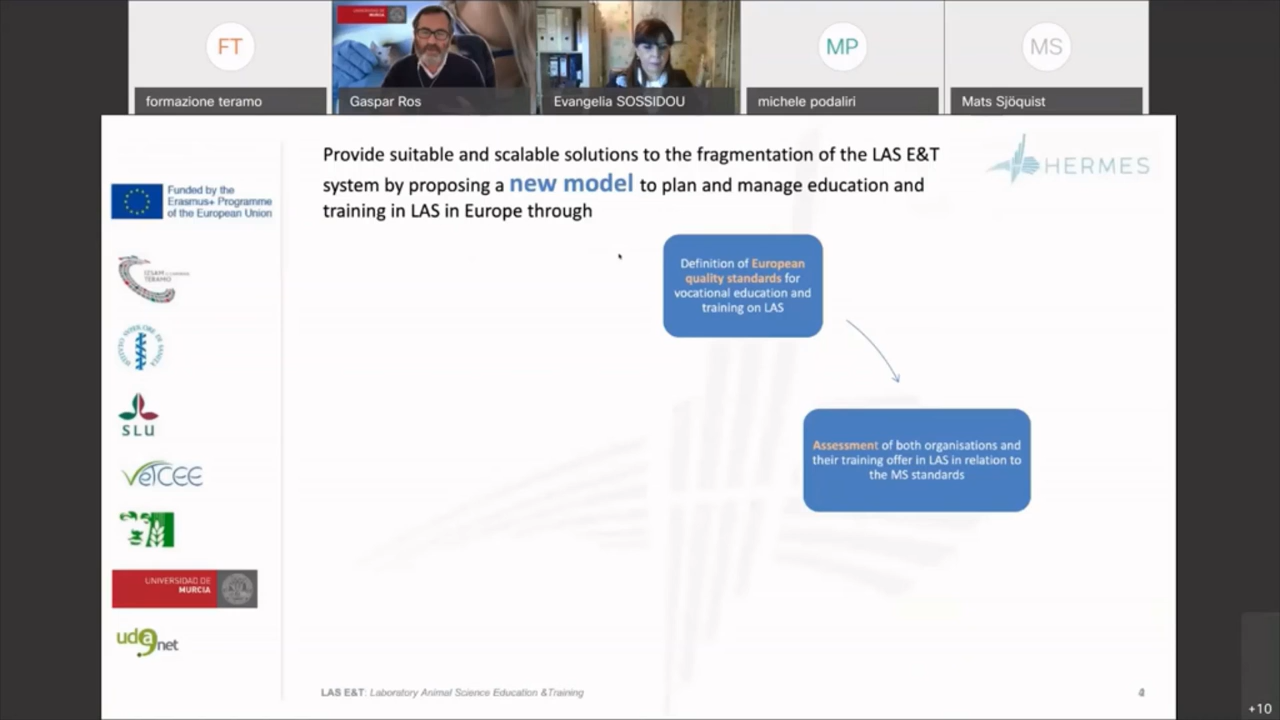 FT
UNIVERSIDAD DE
MURCIA
MP
MS
formazione teramo
Gaspar Ros
Evangelia SOSSIDOU
michele podaliri
Mats Sjöquist
Provide suitable and scalable solutions to the fragmentation of the LAS E&T
system by proposing a new model to plan and manage education and
training in LAS in Europe through
HERMES
Funded by the
Erasmus+ Programme
of the European Union
TERAMO
SLU
VETCEE
UNIVERSIDAD DE
MURCIA
udanet
Definition of European
quality standards for
vocational education and
training on LAS
Assessment of both organisations and
their training offer in LAS in relation to
the MS standards
LAS E&T: Laboratory Animal Science Education &Training
4
+10